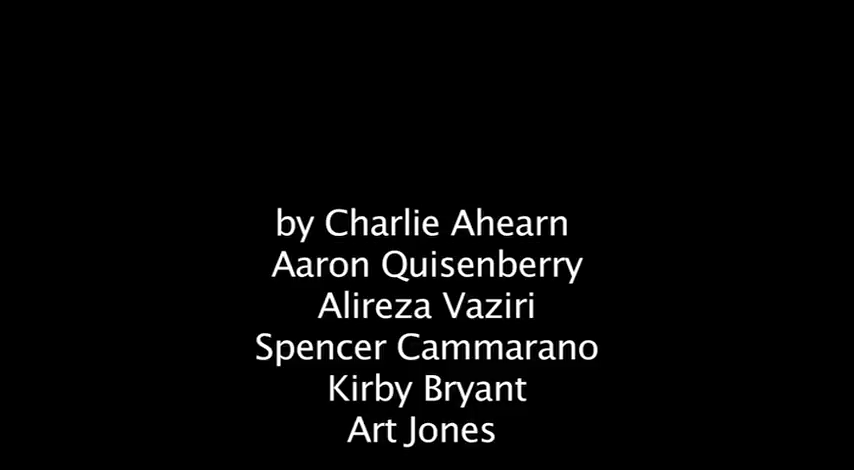 by Charlie Ahearn
Aaron Quisenberry
Alireza Vaziri
Spencer Cammarano
Kirby Bryant
Art Jones